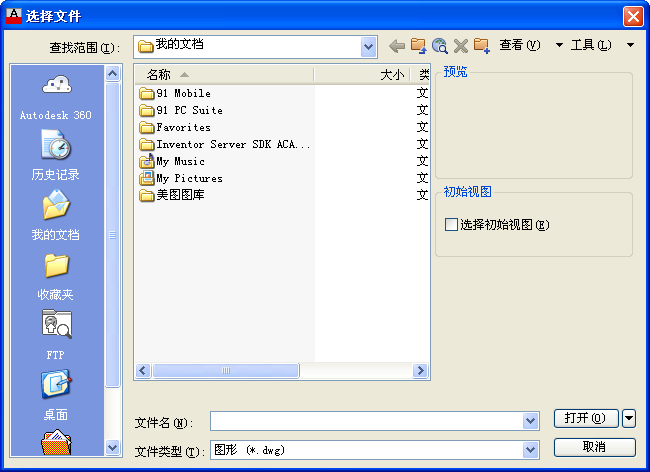 选择文件
查找范围(I):
我的文档
查看(V)
工具(L)
Autodesk 360
历史记录
我的文档
收藏夹
FTP
桌面
名称 大小 类
91 Mobile 文
91 PC Suite 文
Favorites 文
Inventor Server SDK ACA... 文
My Music 文
My Pictures 文
美图图库 文
预览
初始视图
选择初始视图(E)
文件名(N):
打开(O)
文件类型(T): 图形 (*.dwg)
取消